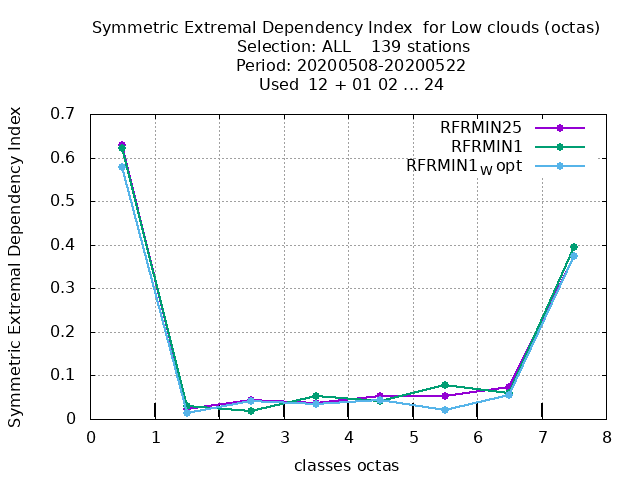 Symmetric Extremal Dependency Index  for Low clouds (octas)
Selection: ALL    139 stations
Period: 20200508-20200522
Used  12 + 01 02 ... 24
Symmetric Extremal Dependency Index
0.7
0.6
0.5
0.4
0.3
0.2
0.1
0
RFRMIN25
RFRMIN1
RFRMIN1W opt
0 1 2 3 4 5 6 7 8
classes octas